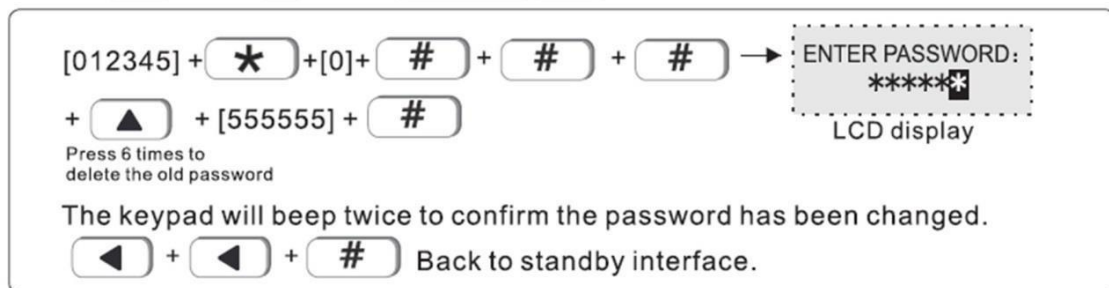 [012345] + * +[0]+ # + # + # → ENTER PASSWORD:
******
+ ▲ + [555555] + #
LCD display
Press 6 times to
delete the old password
The keypad will beep twice to confirm the password has been changed.
◀ + ◀ + # Back to standby interface.